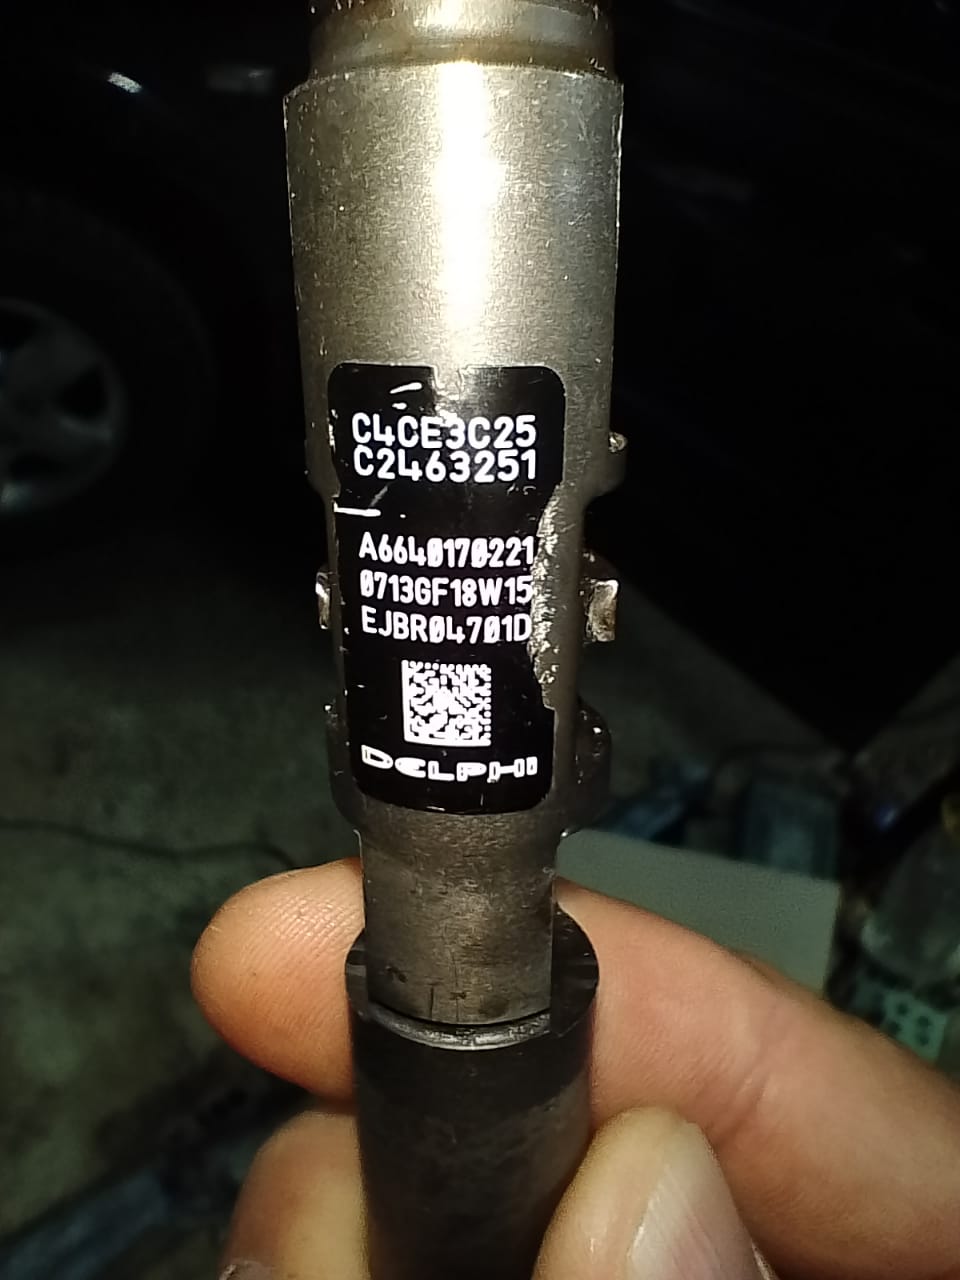 C4CE3C25
C2463251
A6640170221
0713GF18W15
EJBR04701D
DELPHI